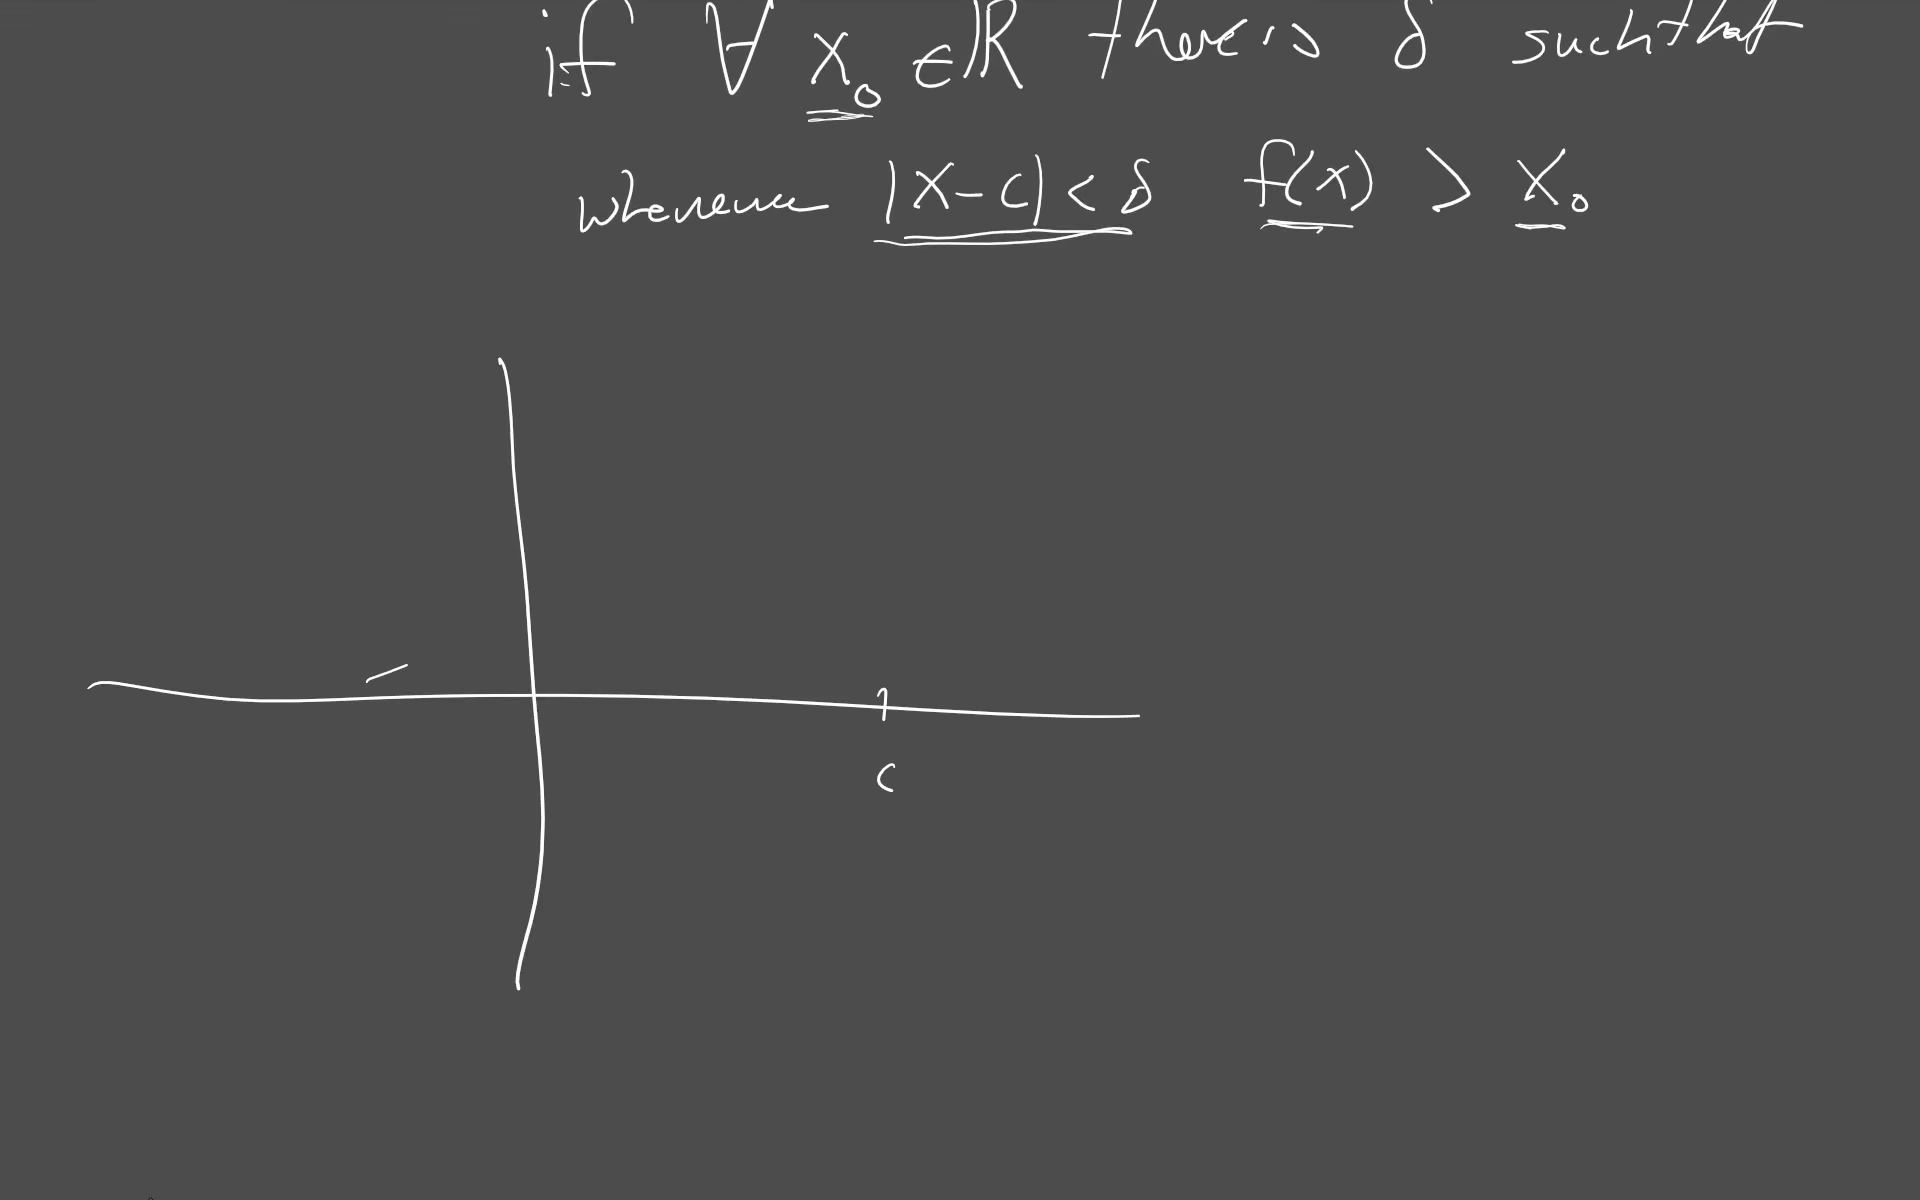 if ∀ x₀ ∈ ℝ there is δ such that
whenever |x-c| < δ f(x) > x₀
c